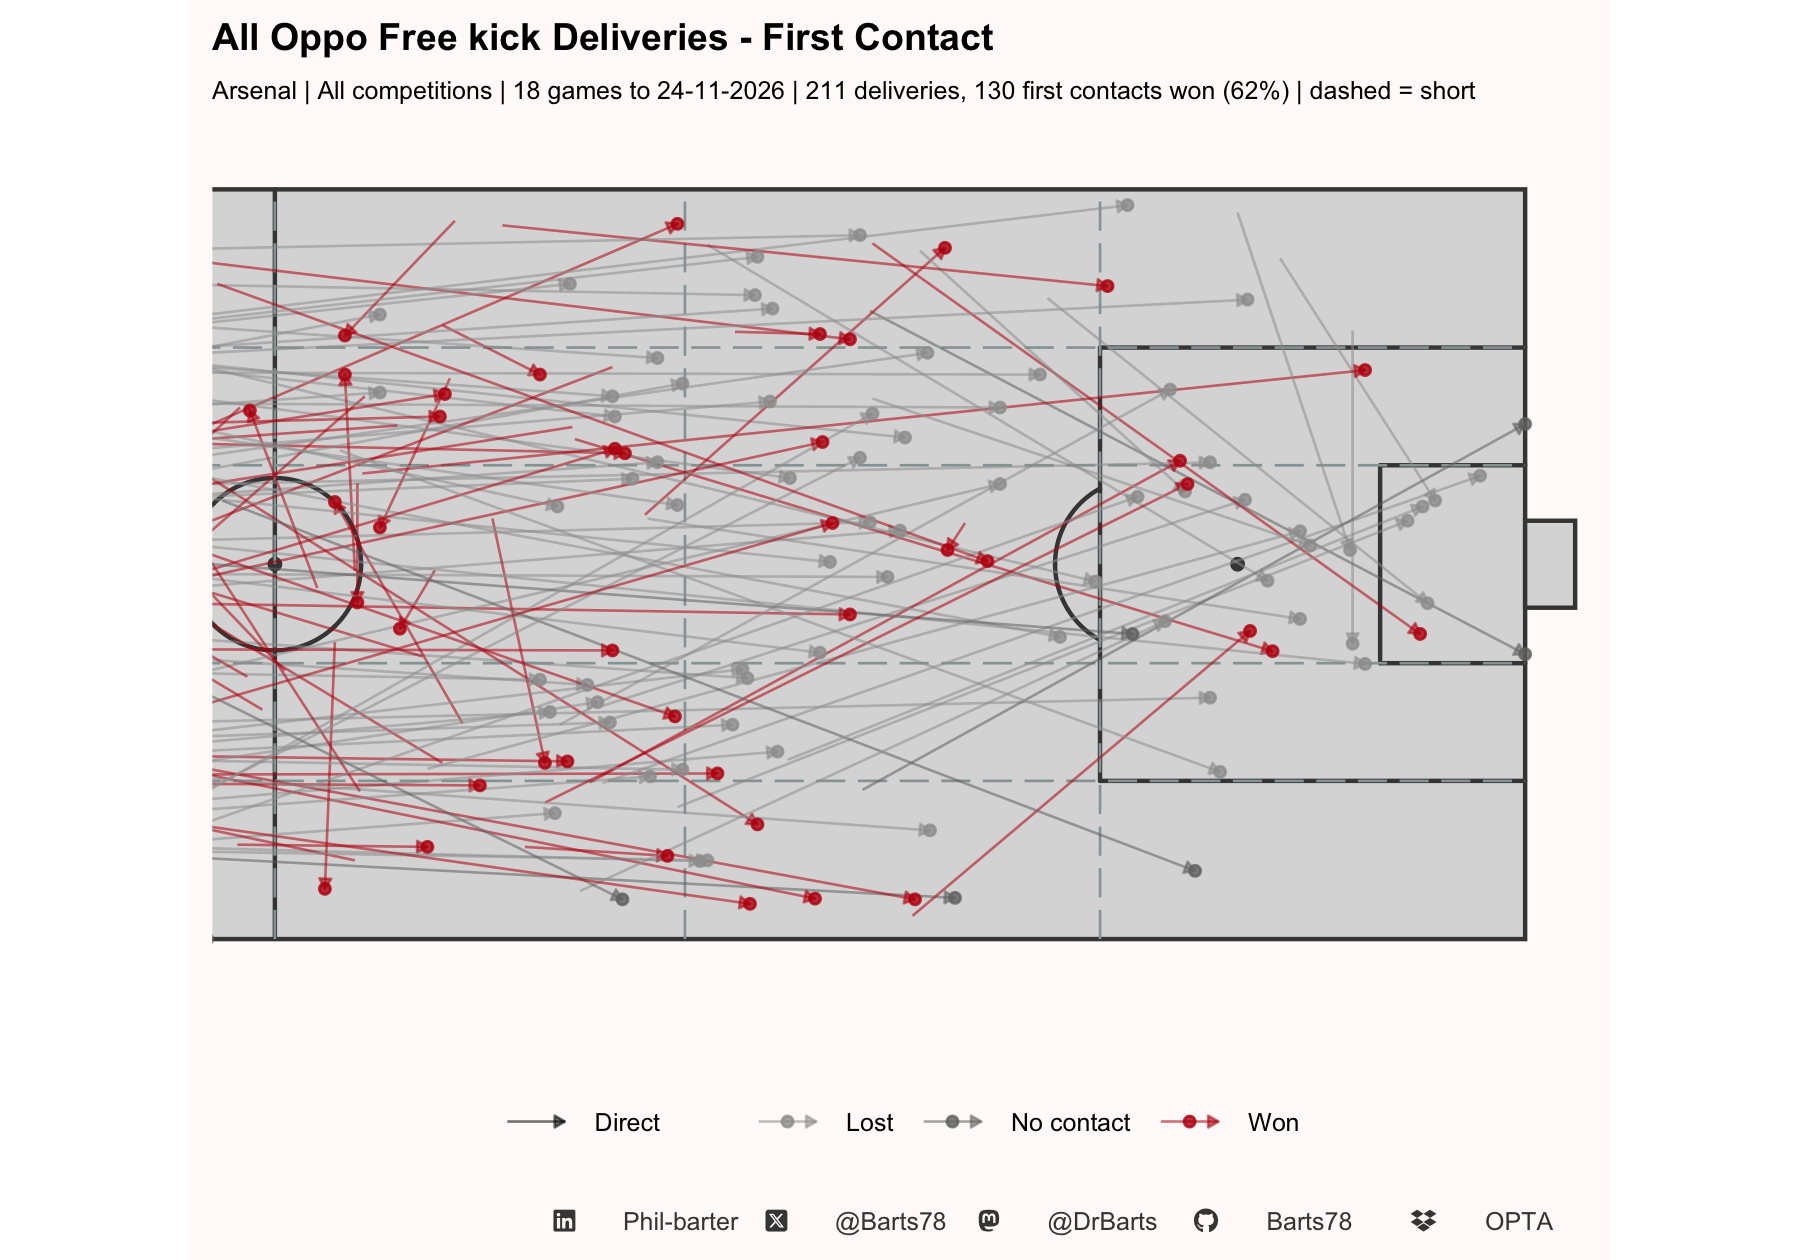 All Oppo Free kick Deliveries - First Contact
Arsenal | All competitions | 18 games to 24-11-2026 | 211 deliveries, 130 first contacts won (62%) | dashed = short
Direct Lost No contact Won
Phil-barter @Barts78 @DrBarts Barts78 OPTA